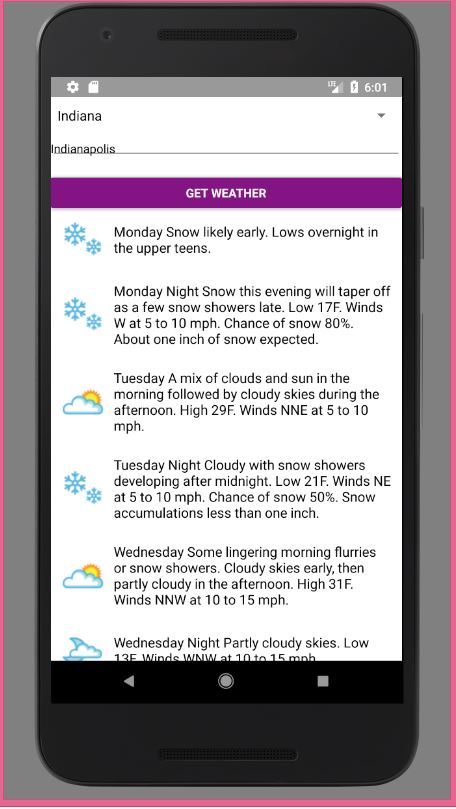 LTE 6:01
Indiana
Indianapolis
GET WEATHER
Monday Snow likely early. Lows overnight in
the upper teens.
Monday Night Snow this evening will taper off
as a few snow showers late. Low 17F. Winds
W at 5 to 10 mph. Chance of snow 80%.
About one inch of snow expected.
Tuesday A mix of clouds and sun in the
morning followed by cloudy skies during the
afternoon. High 29F. Winds NNE at 5 to 10
mph.
Tuesday Night Cloudy with snow showers
developing after midnight. Low 21F. Winds NE
at 5 to 10 mph. Chance of snow 50%. Snow
accumulations less than one inch.
Wednesday Some lingering morning flurries
or snow showers. Cloudy skies early, then
partly cloudy in the afternoon. High 31F.
Winds NNW at 10 to 15 mph.
Wednesday Night Partly cloudy skies. Low
13F. Winds WNW at 10 to 15 mph.